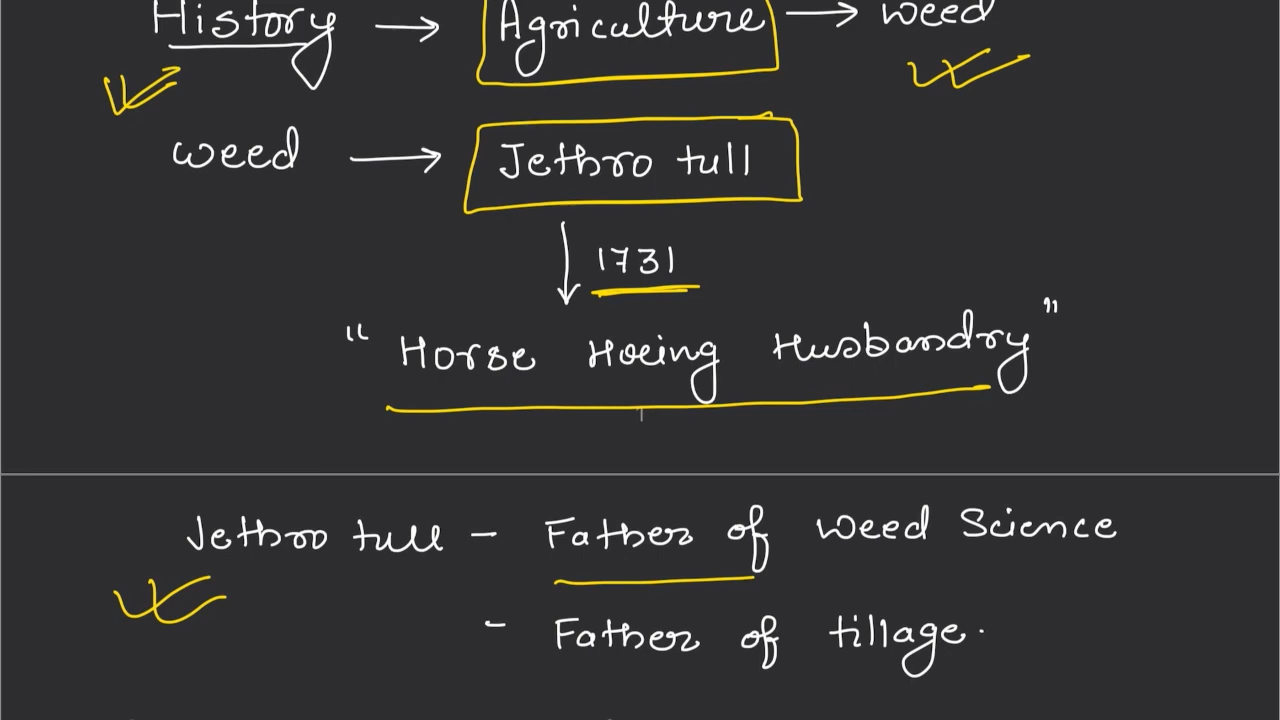 History → Agriculture → weed
weed → Jethro tull
↓ 1731
" Horse Hoeing Husbandry "
Jethro tull - Father of Weed Science
- Father of tillage.